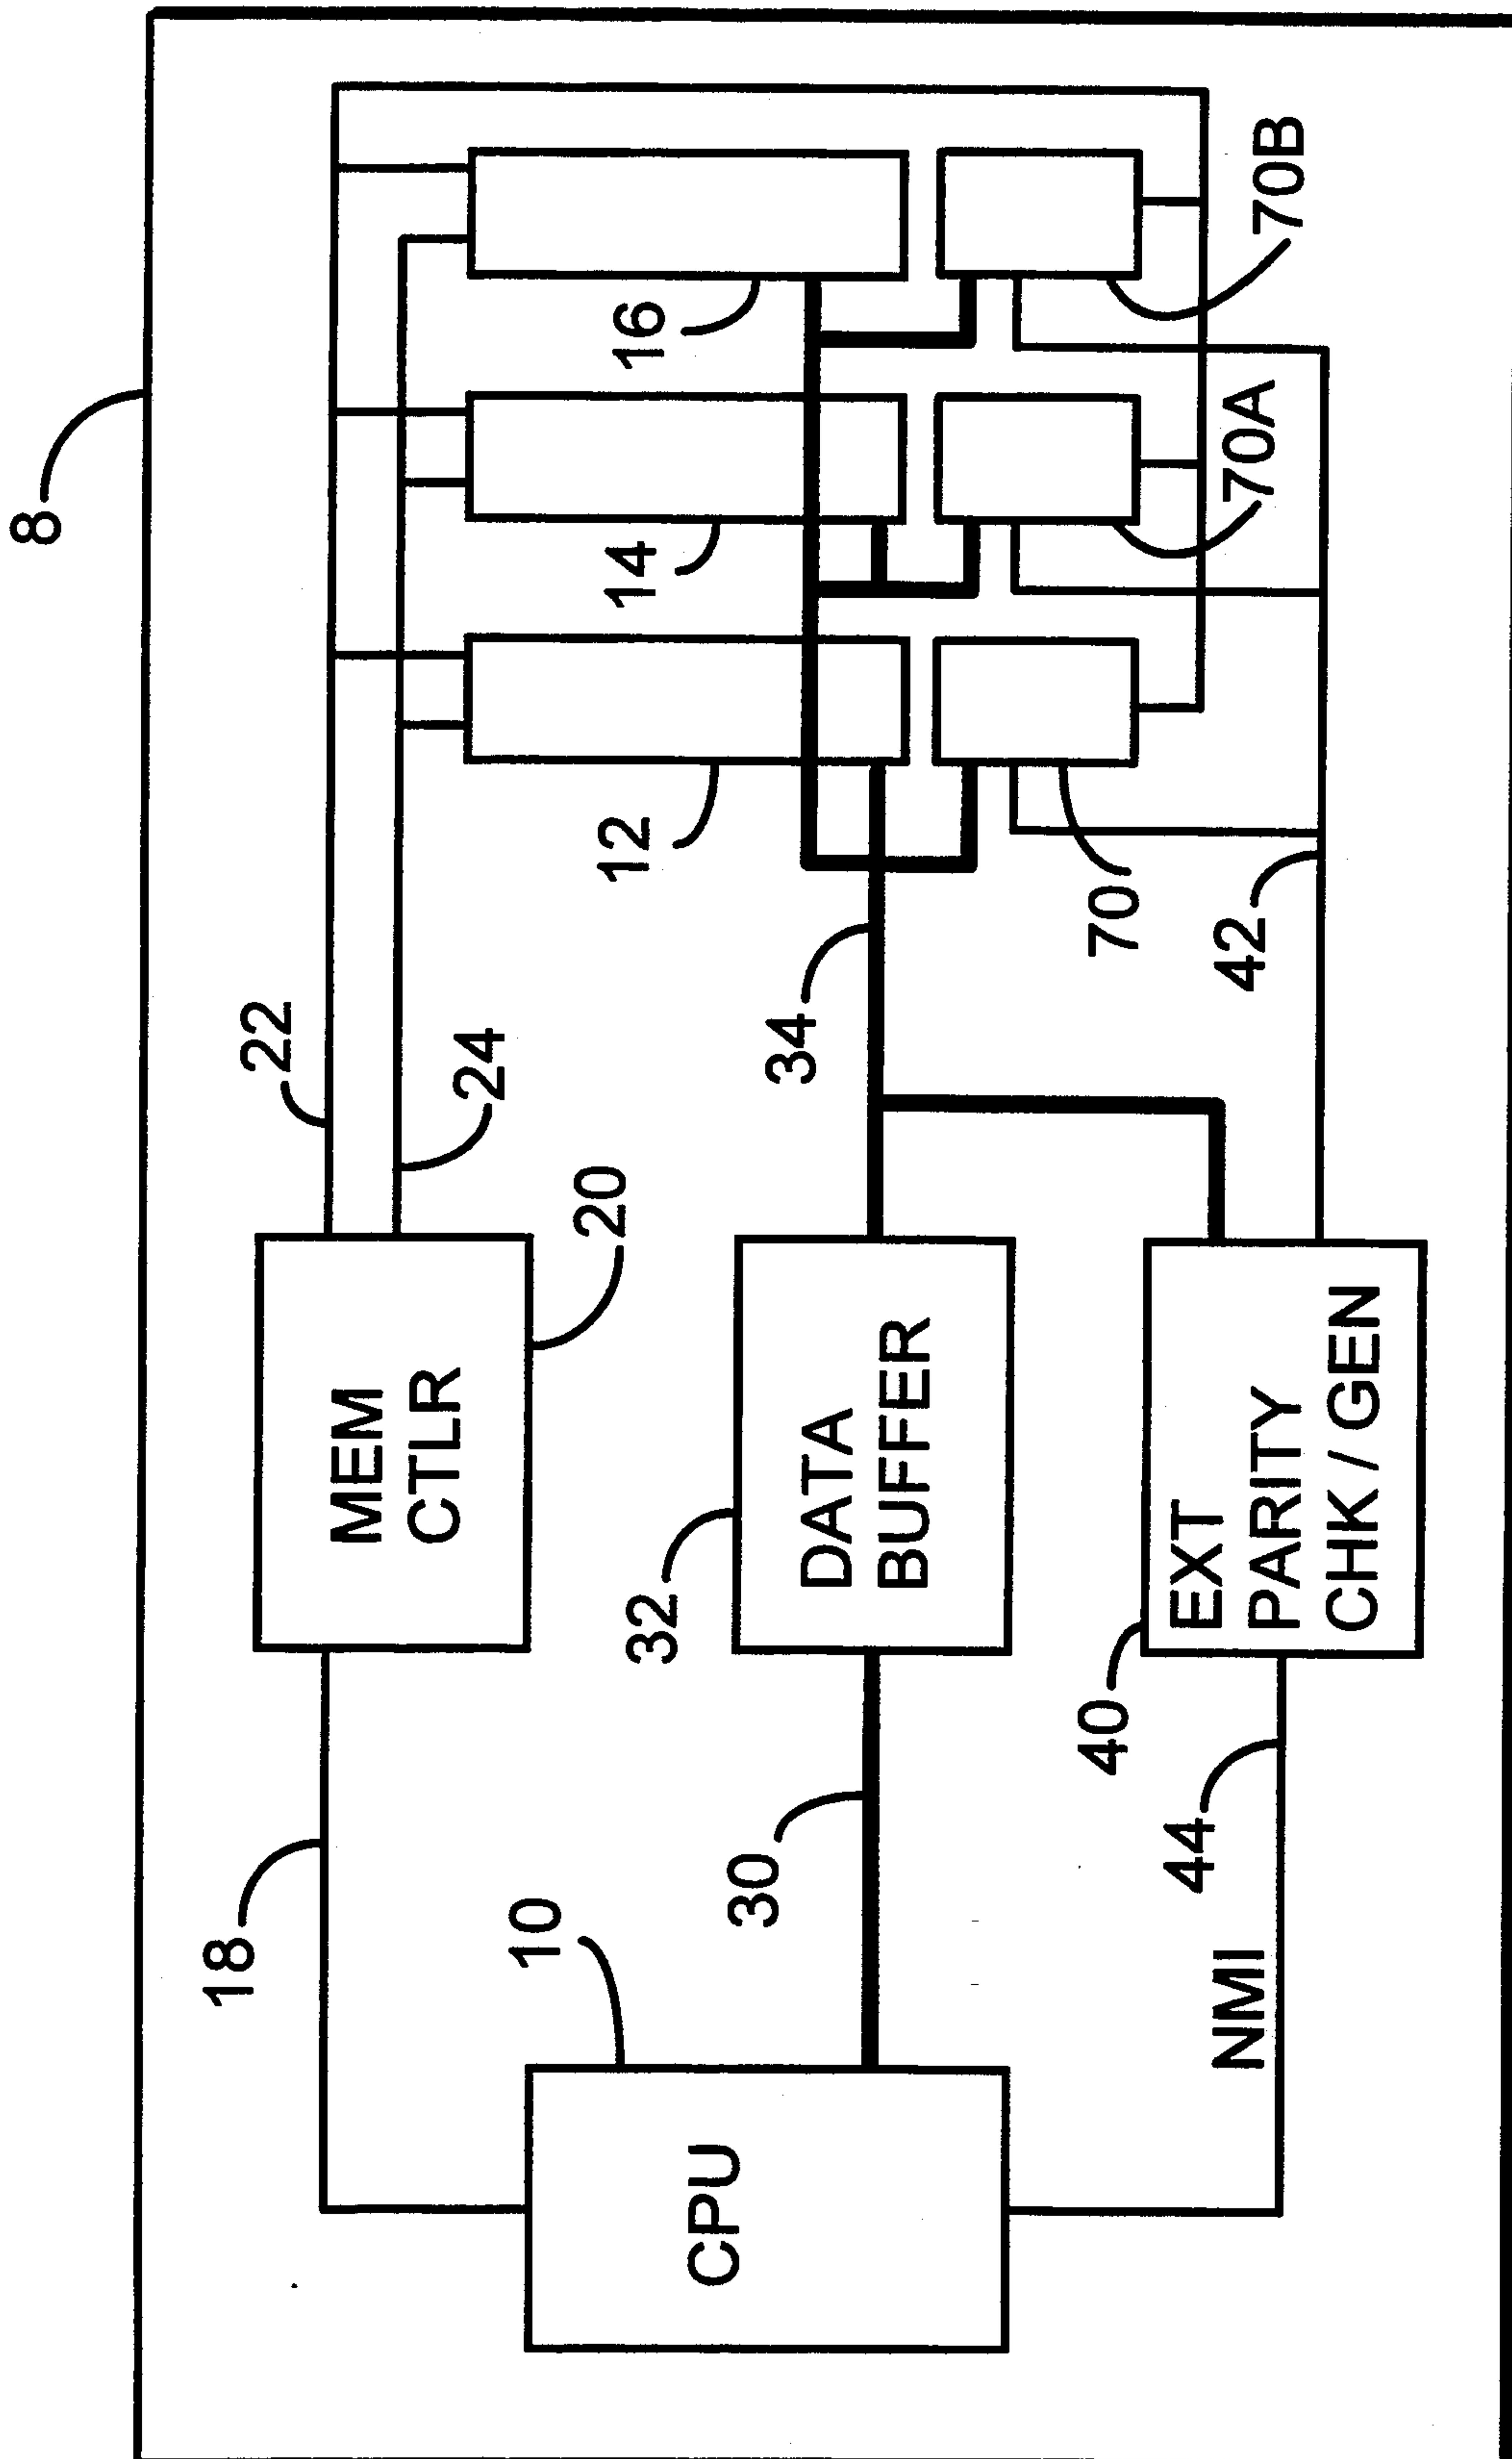 8
22
24
18
20
MEM
CTLR
16
14
12
10
CPU
30
32
DATA
BUFFER
34
70
70A
70B
42
40
EXT
PARITY
CHK / GEN
44
NMI